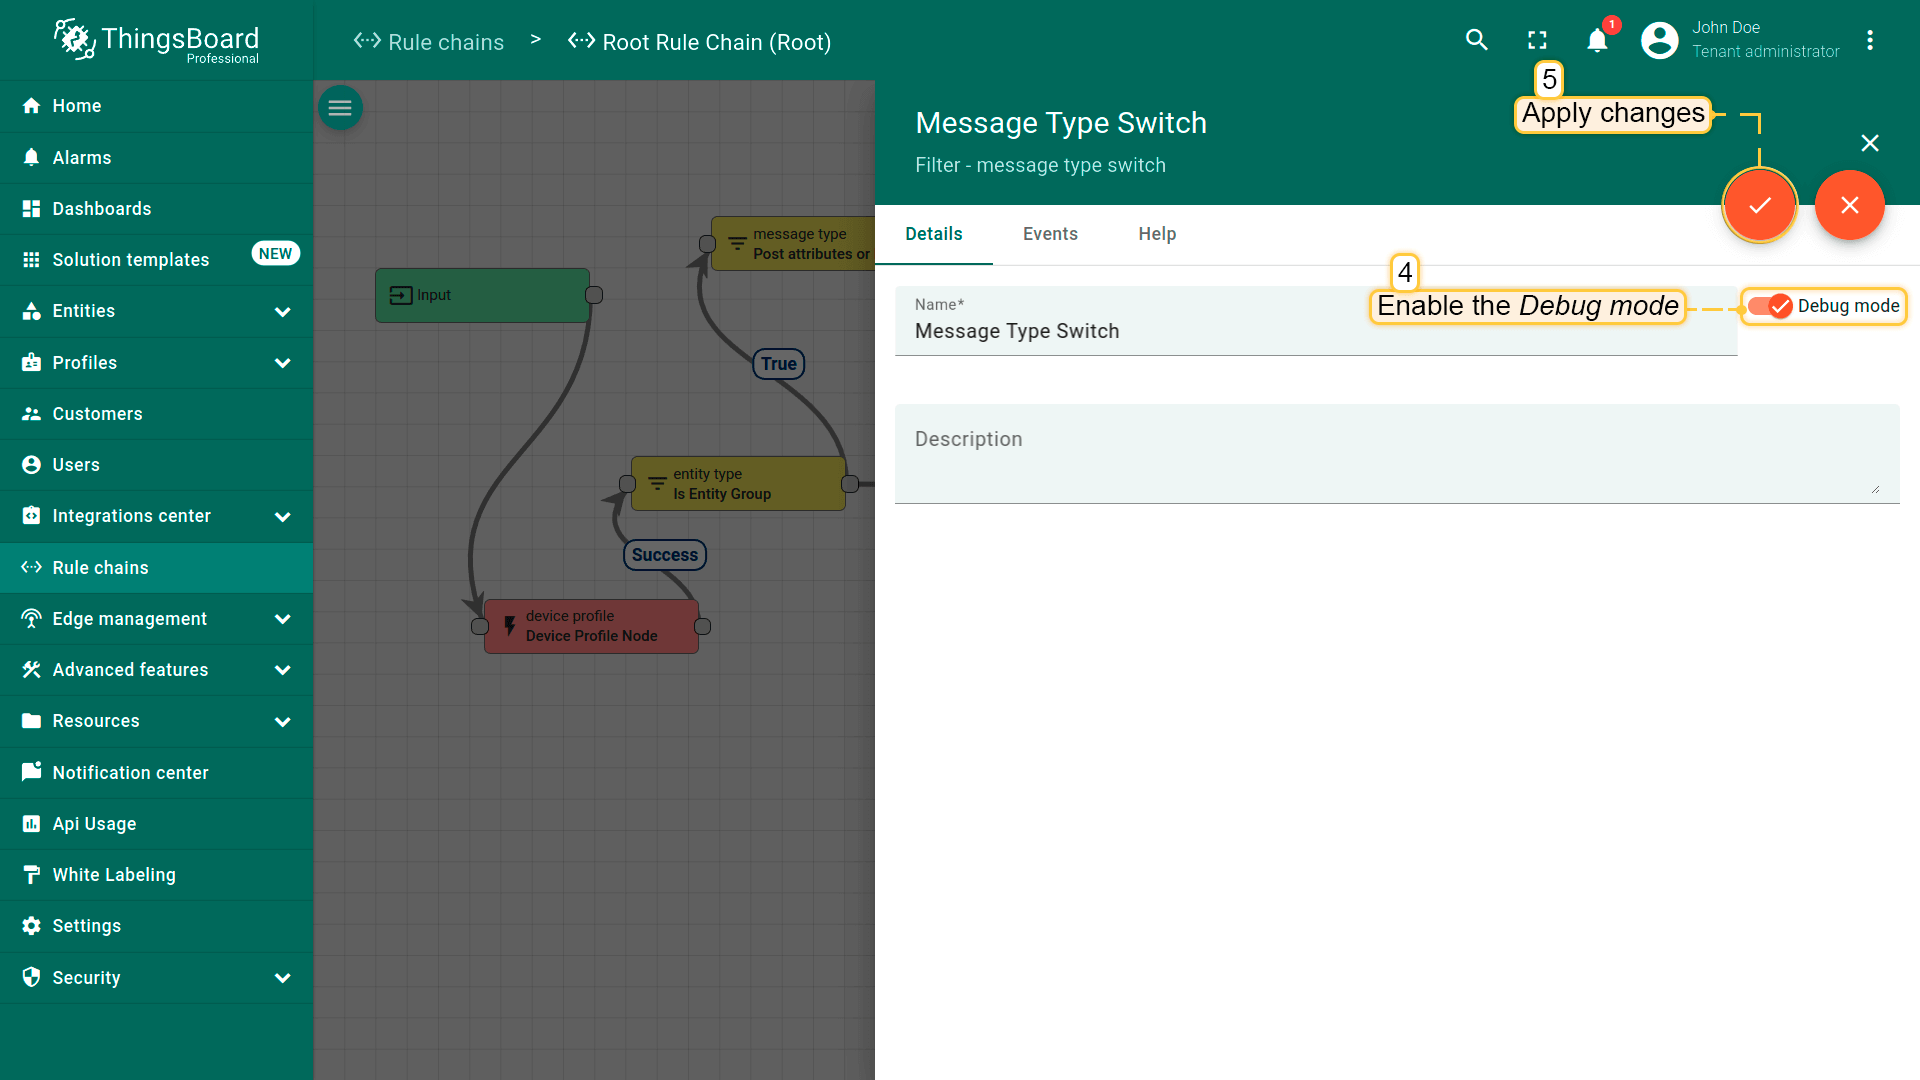 ThingsBoard
Professional
Home
Alarms
Dashboards
Solution templates
NEW
Entities
Profiles
Customers
Users
Integrations center
Rule chains
Edge management
Advanced features
Resources
Notification center
Api Usage
White Labeling
Settings
Security
Rule chains > Root Rule Chain (Root)
1
John Doe
Tenant administrator
Input
message type
Post attributes or
True
entity type
Is Entity Group
Success
device profile
Device Profile Node
Message Type Switch
Filter - message type switch
5
Apply changes
Details
Events
Help
4
Enable the Debug mode
Debug mode
Name*
Message Type Switch
Description